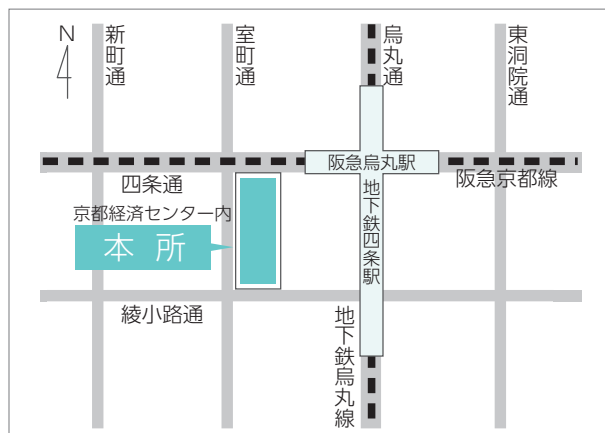 N
新町通
室町通
烏丸通
東洞院通
阪急烏丸駅
四条通
阪急京都線
京都経済センター内
本所
地下鉄四条駅
綾小路通
地下鉄烏丸線